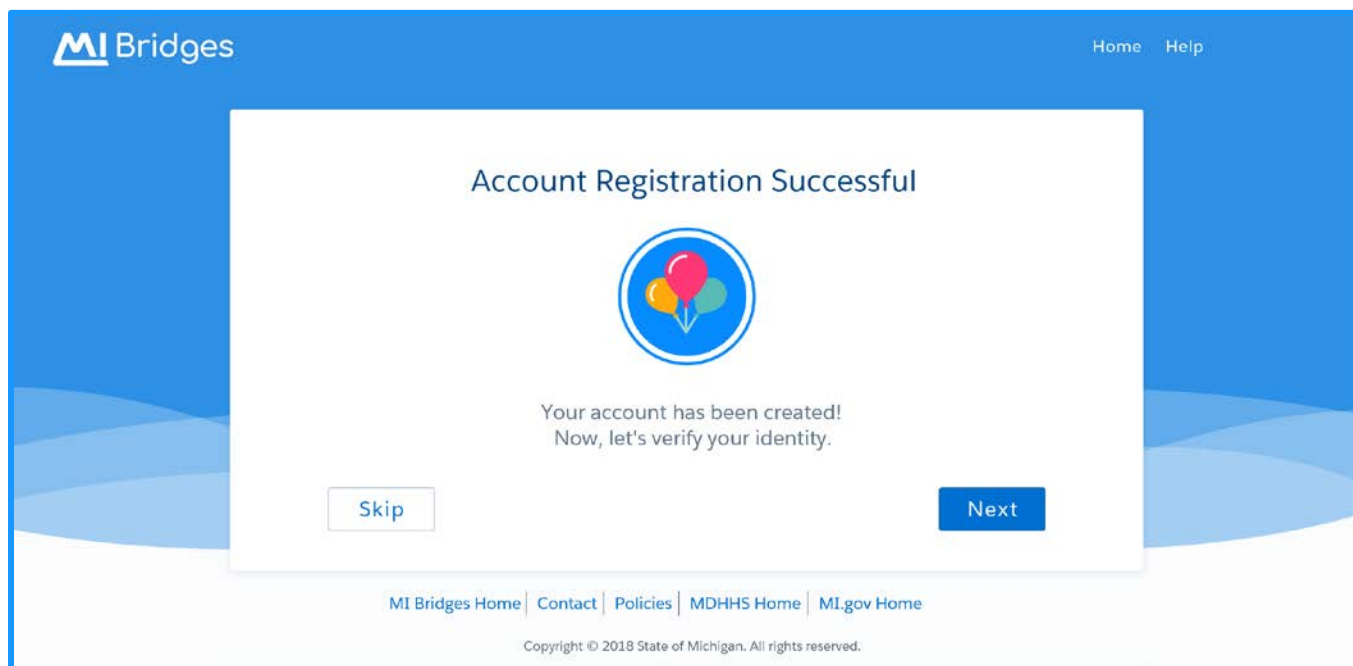 MI Bridges
Home Help
Account Registration Successful
Your account has been created!
Now, let's verify your identity.
Skip
Next
MI Bridges Home | Contact | Policies | MDHHS Home | MI.gov Home
Copyright © 2018 State of Michigan. All rights reserved.